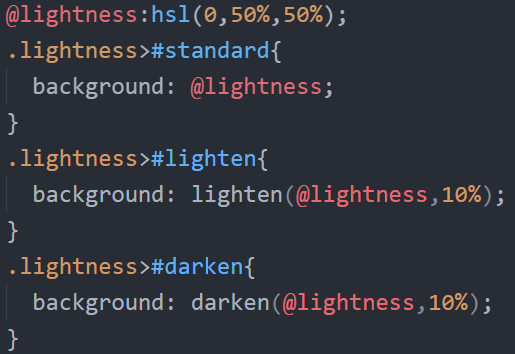 @lightness:hsl(0,50%,50%);
.lightness>#standard{
  background: @lightness;
}
.lightness>#lighten{
  background: lighten(@lightness,10%);
}
.lightness>#darken{
  background: darken(@lightness,10%);
}